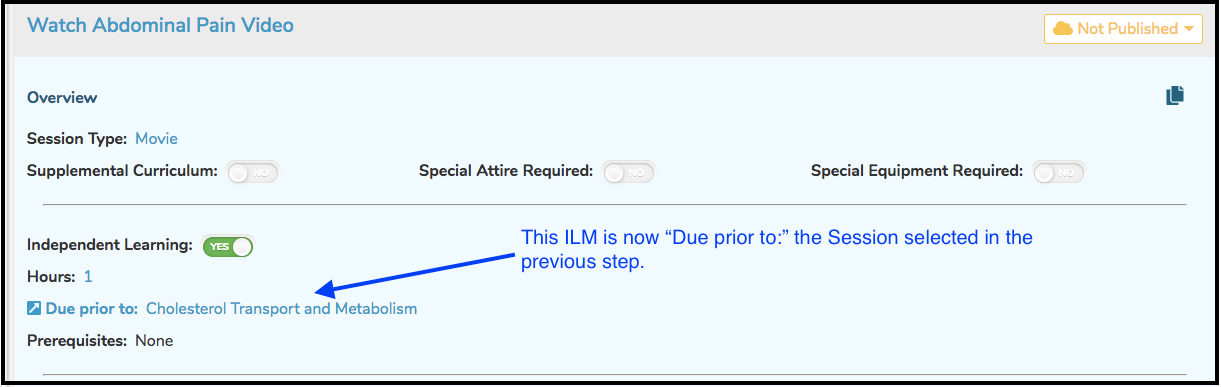 Watch Abdominal Pain Video
Not Published
Overview
Session Type: Movie
Supplemental Curriculum: NO Special Attire Required: NO Special Equipment Required: NO
Independent Learning: YES
This ILM is now “Due prior to:” the Session selected in the
previous step.
Hours: 1
Due prior to: Cholesterol Transport and Metabolism
Prerequisites: None